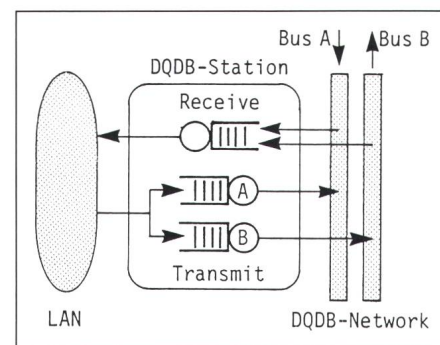 Bus A Bus B
DQDB-Station
Receive
A
B
Transmit
LAN
DQDB-Network